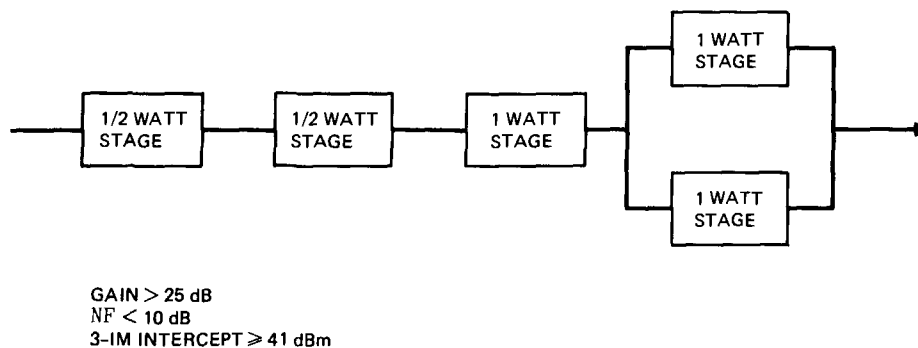 1 WATT
STAGE
1/2 WATT
STAGE
1/2 WATT
STAGE
1 WATT
STAGE
1 WATT
STAGE
GAIN > 25 dB
NF < 10 dB
3-IM INTERCEPT ⩾ 41 dBm